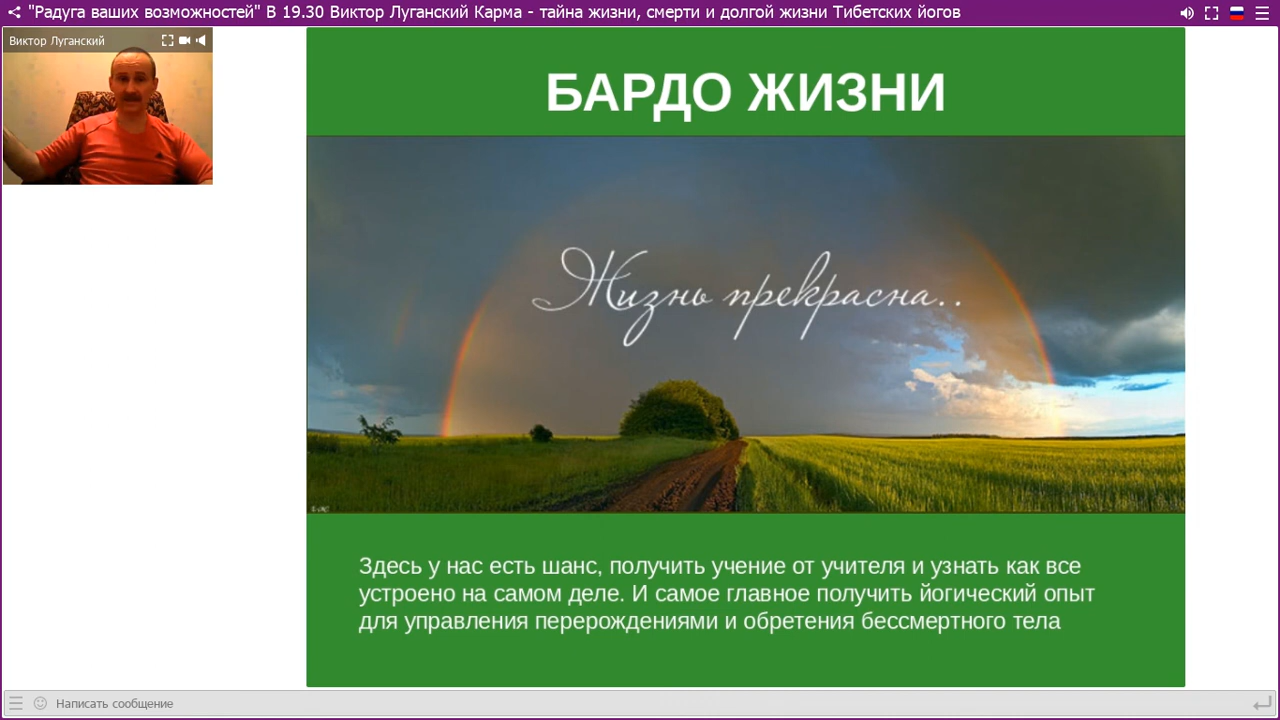 "Радуга ваших возможностей" В 19.30 Виктор Луганский Карма - тайна жизни, смерти и долгой жизни Тибетских йогов
Виктор Луганский
БАРДО ЖИЗНИ
Жизнь прекрасна..
Здесь у нас есть шанс, получить учение от учителя и узнать как все
устроено на самом деле. И самое главное получить йогический опыт
для управления перерождениями и обретения бессмертного тела
Написать сообщение